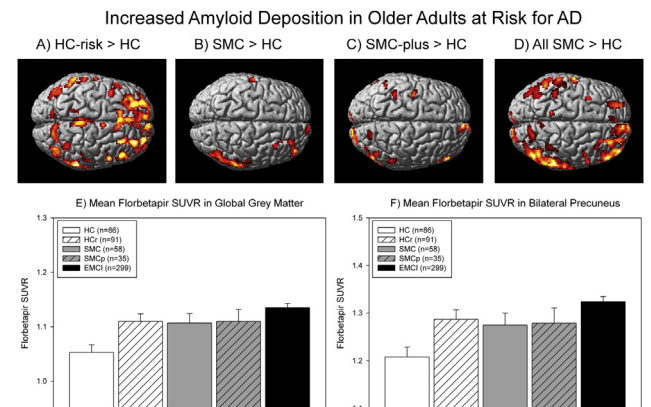 Increased Amyloid Deposition in Older Adults at Risk for AD
A) HC-risk > HC
B) SMC > HC
C) SMC-plus > HC
D) All SMC > HC
E) Mean Florbetapir SUVR in Global Grey Matter
1.3
1.2
1.1
1.0
Florbetapir SUVR
HC (n=86)
HCr (n=91)
SMC (n=58)
SMCp (n=35)
EMCI (n=299)
F) Mean Florbetapir SUVR in Bilateral Precuneus
1.5
1.4
1.3
1.2
Florbetapir SUVR
HC (n=86)
HCr (n=91)
SMC (n=58)
SMCp (n=35)
EMCI (n=299)